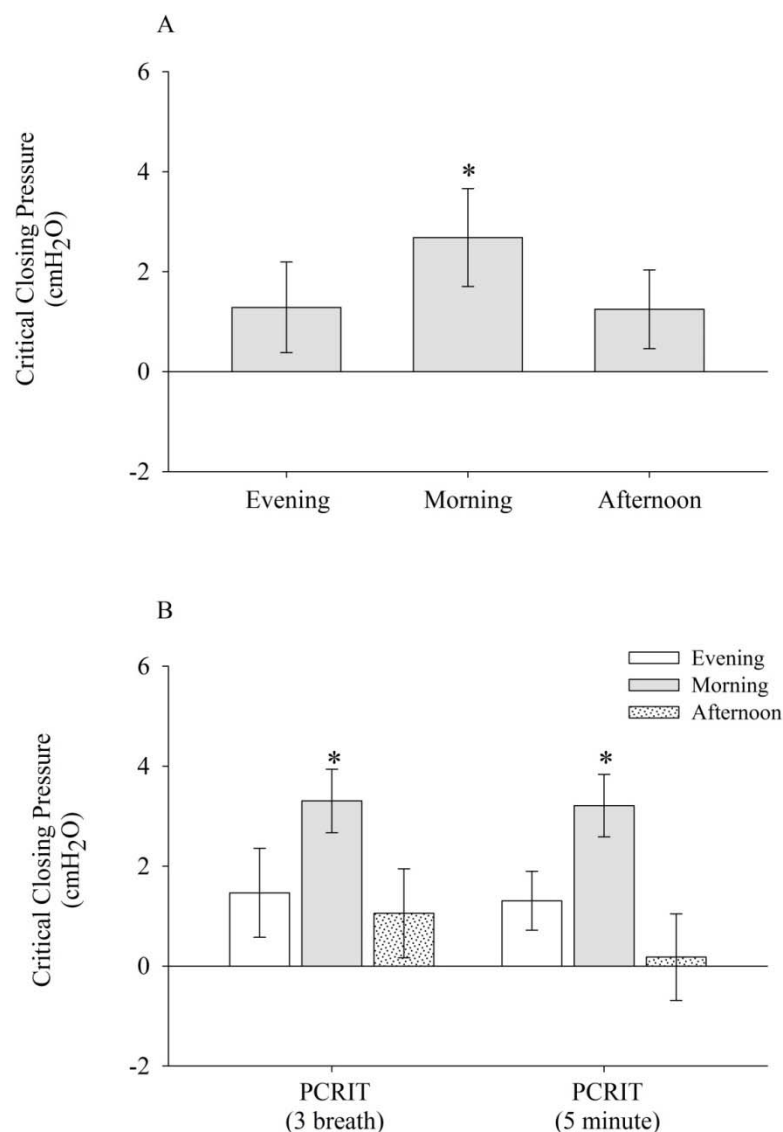 A
Critical Closing Pressure
(cmH₂O)
6
4
2
0
-2
*
Evening Morning Afternoon
B
Critical Closing Pressure
(cmH₂O)
6
4
2
0
-2
Evening
Morning
Afternoon
* *
PCRIT PCRIT
(3 breath) (5 minute)